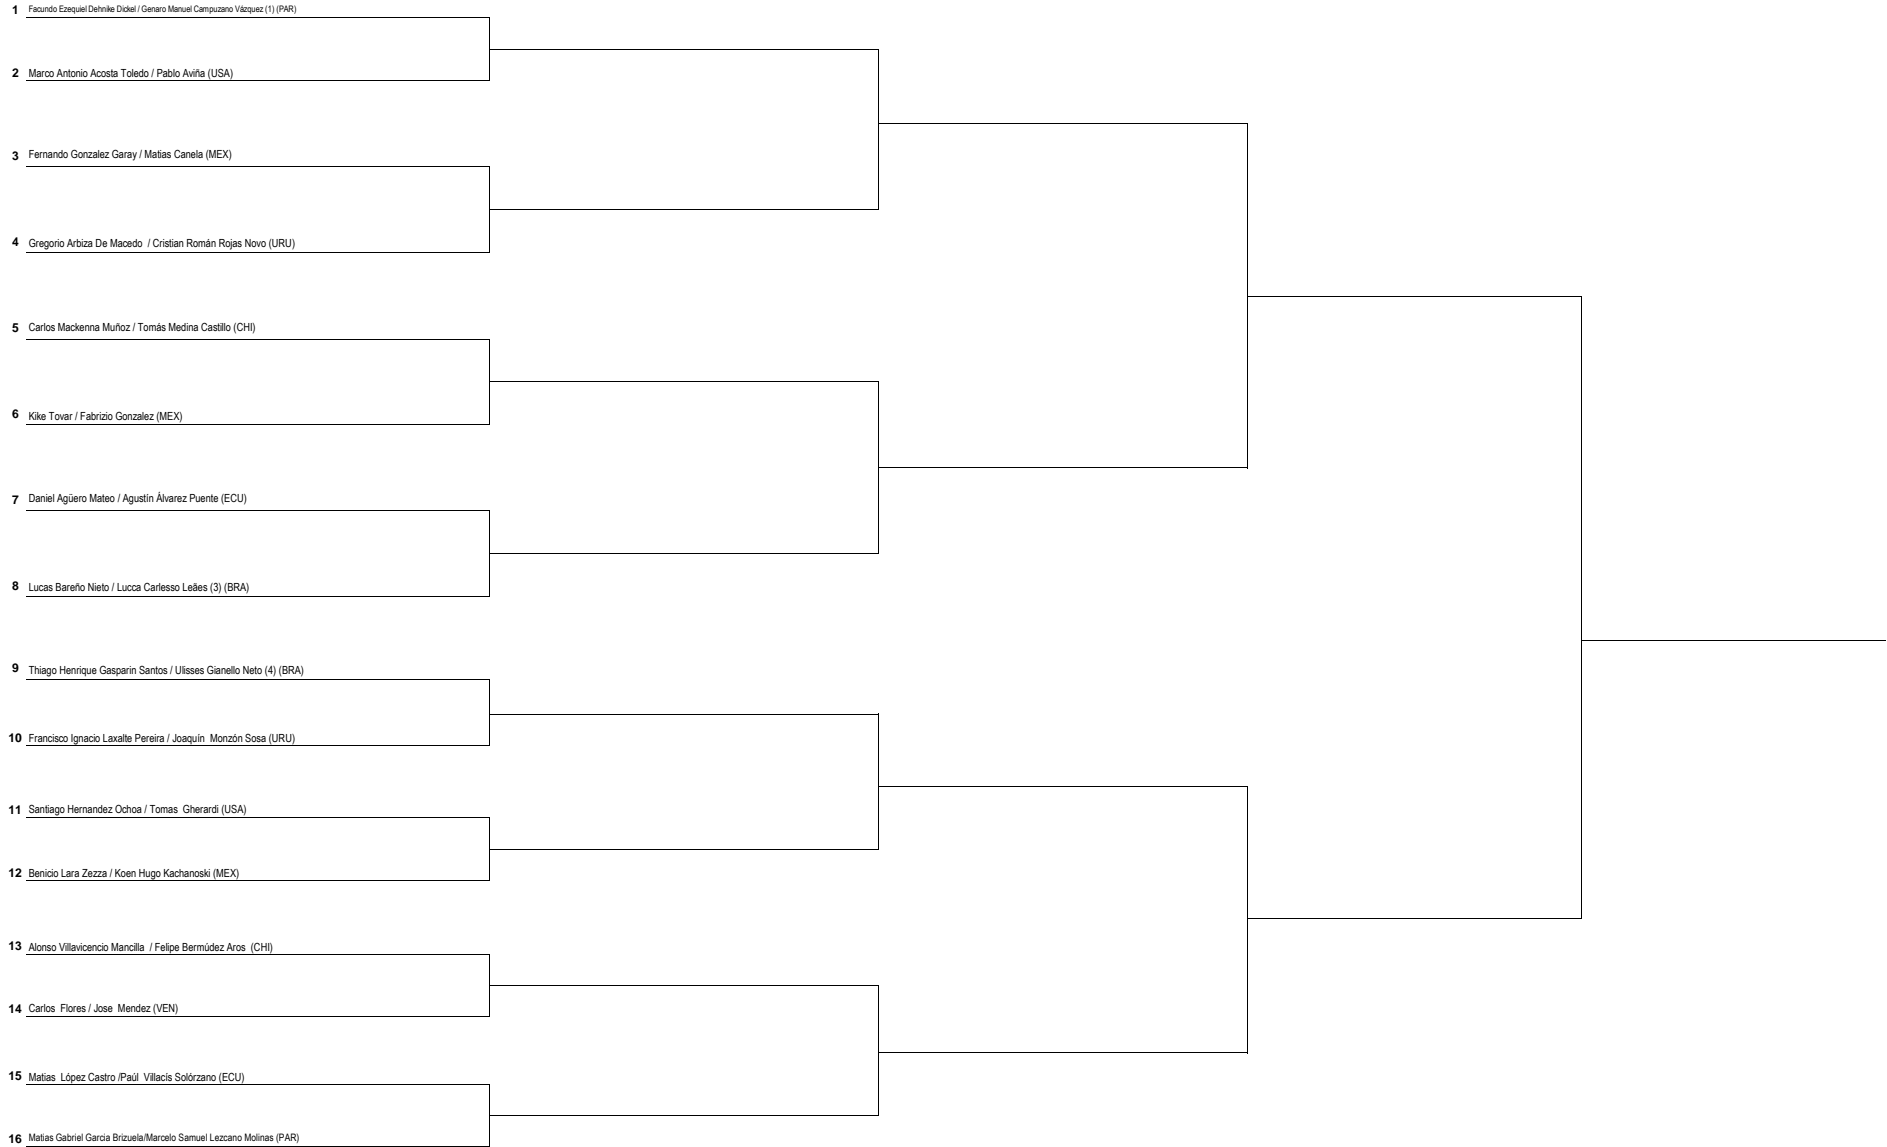 1 Facundo Ezequiel Dehnike Dickel / Genaro Manuel Campuzano Vázquez (1) (PAR)
2 Marco Antonio Acosta Toledo / Pablo Aviña (USA)
3 Fernando Gonzalez Garay / Matias Canela (MEX)
4 Gregorio Arbiza De Macedo / Cristian Román Rojas Novo (URU)
5 Carlos Mackenna Muñoz / Tomás Medina Castillo (CHI)
6 Kike Tovar / Fabrizio Gonzalez (MEX)
7 Daniel Agüero Mateo / Agustín Álvarez Puente (ECU)
8 Lucas Bareño Nieto / Lucca Carlesso Leães (3) (BRA)
9 Thiago Henrique Gasparin Santos / Ulisses Gianello Neto (4) (BRA)
10 Francisco Ignacio Laxalte Pereira / Joaquín Monzón Sosa (URU)
11 Santiago Hernandez Ochoa / Tomas Gherardi (USA)
12 Benicio Lara Zezza / Koen Hugo Kachanoski (MEX)
13 Alonso Villavicencio Mancilla / Felipe Bermúdez Aros (CHI)
14 Carlos Flores / Jose Mendez (VEN)
15 Matias López Castro /Paúl Villacís Solórzano (ECU)
16 Matias Gabriel Garcia Brizuela/Marcelo Samuel Lezcano Molinas (PAR)